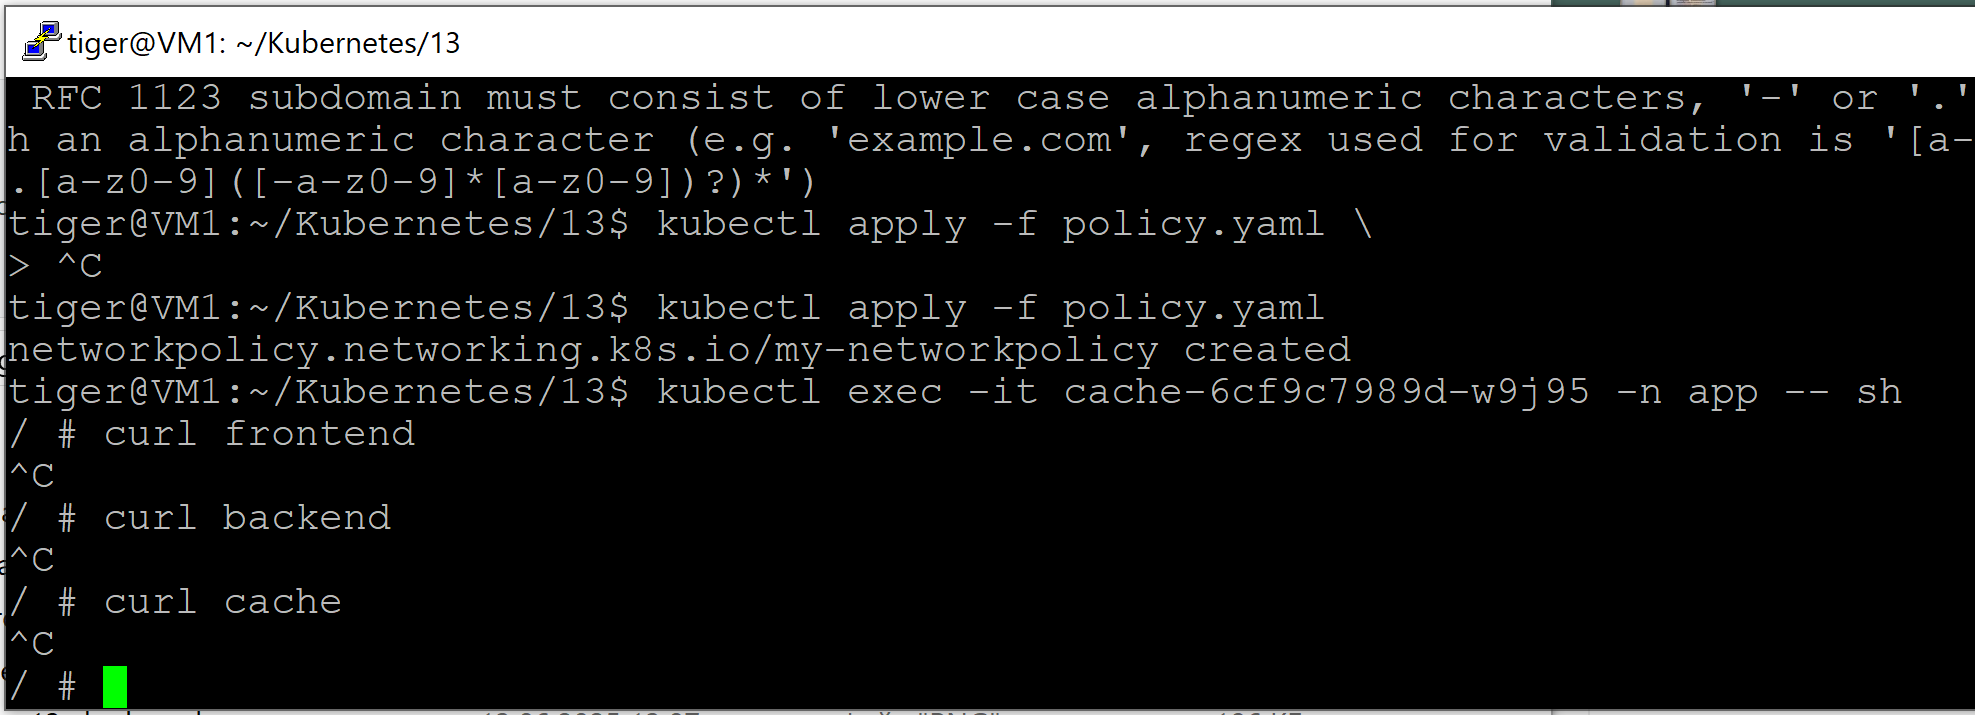 tiger@VM1: ~/Kubernetes/13
RFC 1123 subdomain must consist of lower case alphanumeric characters, '-' or '.'
h an alphanumeric character (e.g. 'example.com', regex used for validation is '[a-
.[a-z0-9]([-a-z0-9]*[a-z0-9])?)*')
tiger@VM1:~/Kubernetes/13$ kubectl apply -f policy.yaml \
> ^C
tiger@VM1:~/Kubernetes/13$ kubectl apply -f policy.yaml
networkpolicy.networking.k8s.io/my-networkpolicy created
tiger@VM1:~/Kubernetes/13$ kubectl exec -it cache-6cf9c7989d-w9j95 -n app -- sh
/ # curl frontend
^C
/ # curl backend
^C
/ # curl cache
^C
/ #